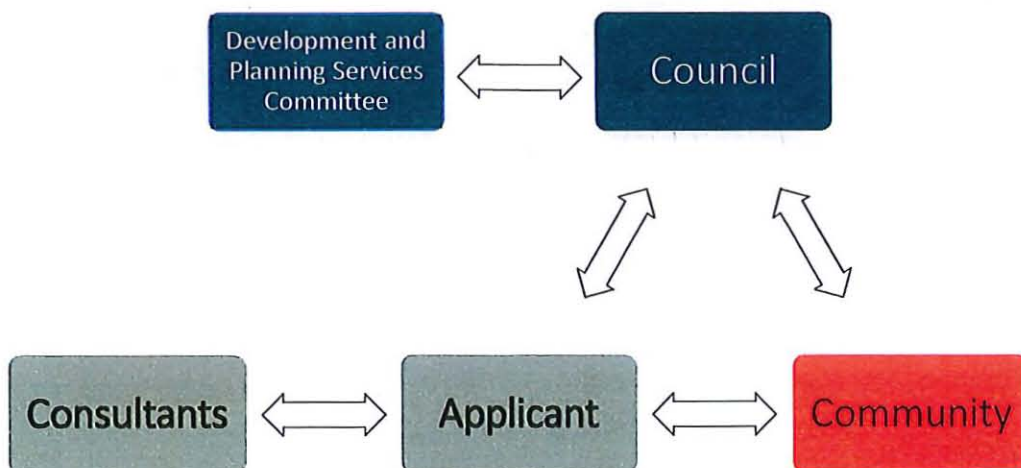 Development and
Planning Services
Committee
Council
Consultants
Applicant
Community